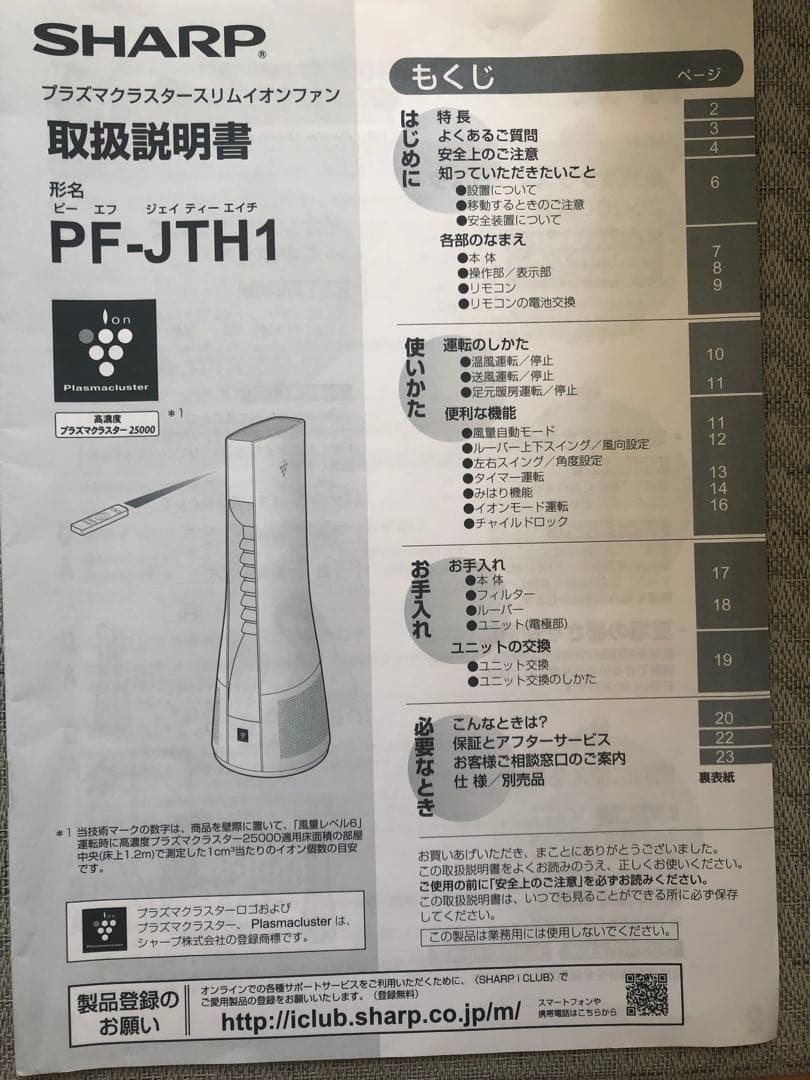 SHARP®
プラズマクラスタースリムイオンファン
取扱説明書
形名
ピー エフ ジェイ ティー エイチ
PF-JTH1
Ion
Plasmacluster
高濃度
プラズマクラスター 25000
*1
*1 当技術マークの数字は、商品を壁際に置いて、「風量レベル6」
運転時に高濃度プラズマクラスター25000適用床面積の部屋
中央(床上1.2m)で測定した1cm³当たりのイオン個数の目安
です。
Ion
Plasmacluster
プラズマクラスターロゴおよび
プラズマクラスター、Plasmacluster は、
シャープ株式会社の登録商標です。
もくじ ページ
はじめに
特 長 2
よくあるご質問 3
安全上のご注意 4
知っていただきたいこと 6
●設置について
●移動するときのご注意
●安全装置について
各部のなまえ
●本 体 7
●操作部/表示部 8
●リモコン 9
●リモコンの電池交換
使いかた
運転のしかた
●温風運転/停止 10
●送風運転/停止
●足元暖房運転/停止 11
便利な機能
●風量自動モード 11
●ルーバー上下スイング/風向設定 12
●左右スイング/角度設定
●タイマー運転 13
●みはり機能 14
●イオンモード運転 16
●チャイルドロック
お手入れ
お手入れ
●本 体 17
●フィルター
●ルーバー 18
●ユニット(電極部)
ユニットの交換
●ユニット交換 19
●ユニット交換のしかた
必要なとき
こんなときは? 20
保証とアフターサービス 22
お客様ご相談窓口のご案内 23
仕 様/別売品 裏表紙
お買いあげいただき、まことにありがとうございました。
この取扱説明書をよくお読みのうえ、正しくお使いください。
ご使用の前に「安全上のご注意」を必ずお読みください。
この取扱説明書は、いつでも見ることができる所に必ず保存
してください。
この製品は業務用には使用しないでください。
製品登録の
お願い
オンラインでの各種サポートサービスをご利用いただくために、〈SHARP i CLUB〉で
ご愛用製品の登録をお願いいたします。(登録無料)
http://iclub.sharp.co.jp/m/
スマートフォンや
携帯電話はこちらから